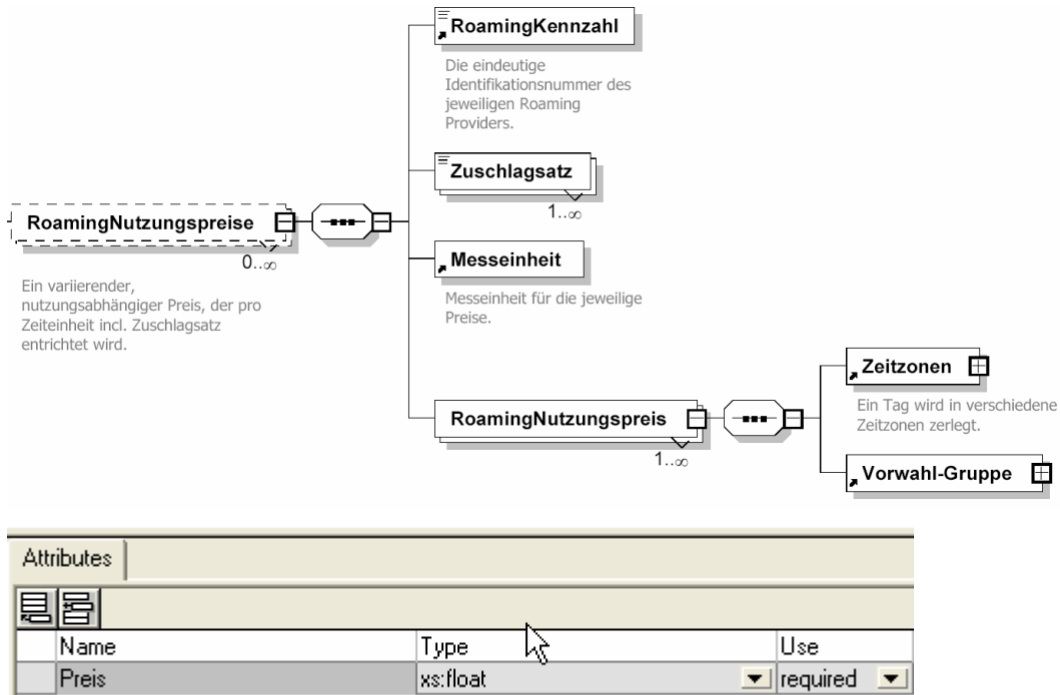 RoamingKennzahl
Die eindeutige
Identifikationsnummer des
jeweiligen Roaming
Providers.
Zuschlagsatz
1..∞
RoamingNutzungspreise
0..∞
Ein variierender,
nutzungsabhängiger Preis, der pro
Zeiteinheit incl. Zuschlagsatz
entrichtet wird.
Messeinheit
Messeinheit für die jeweilige
Preise.
RoamingNutzungspreis
1..∞
Zeitzonen
Ein Tag wird in verschiedene
Zeitzonen zerlegt.
Vorwahl-Gruppe
Attributes
Name Type Use
Preis xs:float required